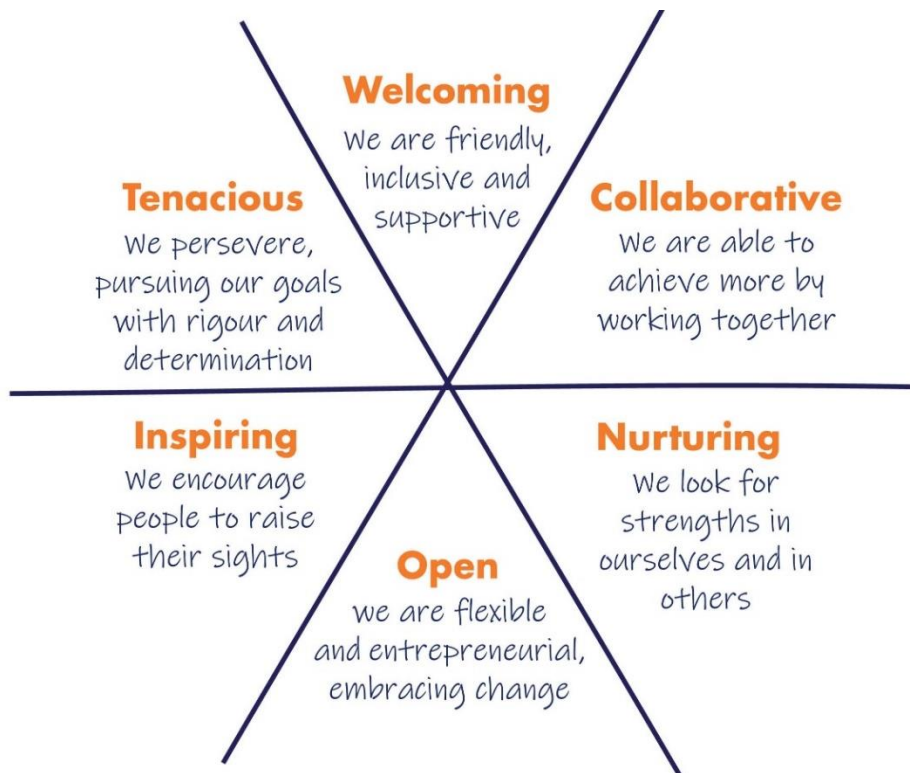 Welcoming
We are friendly,
inclusive and
supportive
Collaborative
We are able to
achieve more by
working together
Nurturing
We look for
strengths in
ourselves and in
others
Open
we are flexible
and entrepreneurial,
embracing change
Inspiring
We encourage
people to raise
their sights
Tenacious
We persevere,
pursuing our goals
with rigour and
determination